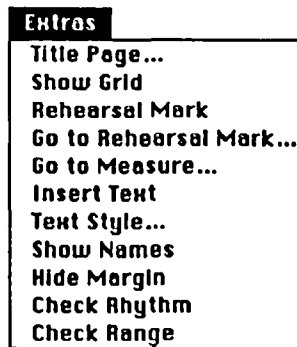 Extras
Title Page...
Show Grid
Rehearsal Mark
Go to Rehearsal Mark...
Go to Measure...
Insert Text
Text Style...
Show Names
Hide Margin
Check Rhythm
Check Range